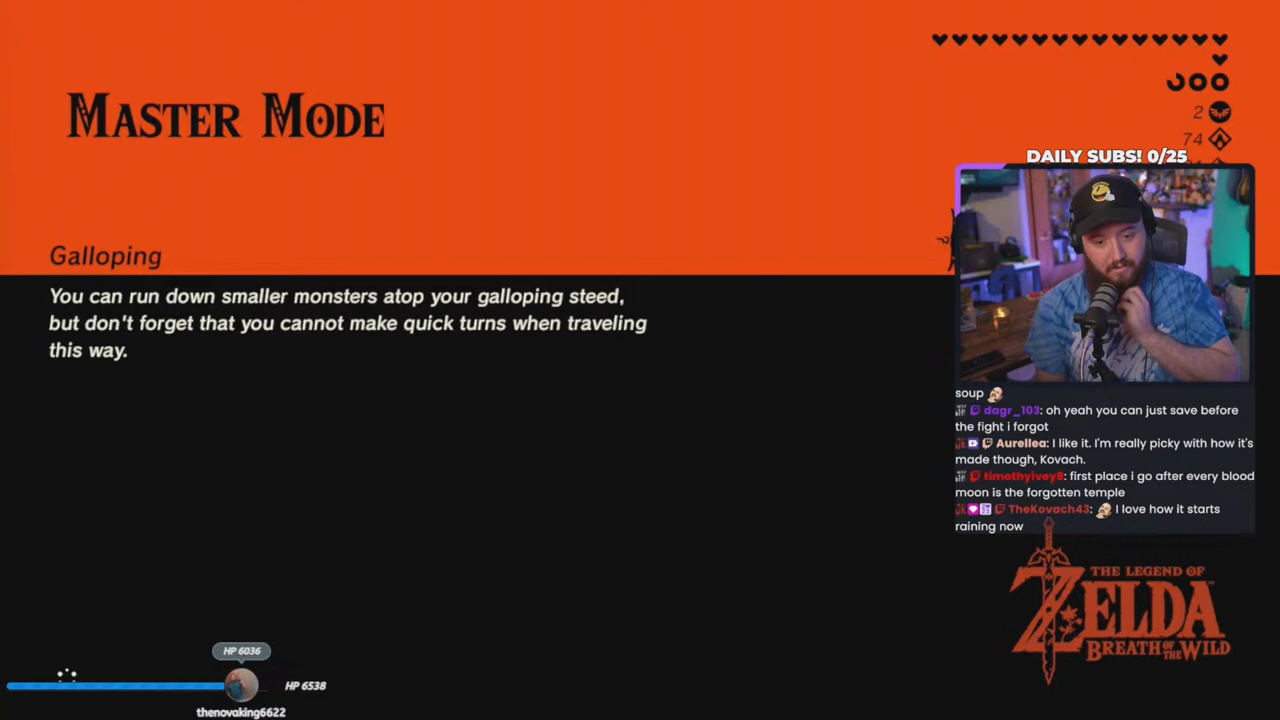 MASTER MODE
2
74
DAILY SUBS! 0/25
Galloping
You can run down smaller monsters atop your galloping steed,
but don't forget that you cannot make quick turns when traveling
this way.
soup
dagr_103: oh yeah you can just save before
the fight i forgot
Aurellea: I like it. I'm really picky with how it's
made though, Kovach.
timothyivey8: first place i go after every blood
moon is the forgotten temple
TheKovach43: I love how it starts
raining now
THE LEGEND OF
ZELDA
BREATH OF THE WILD
HP 6036
HP 6538
thenovaking6622